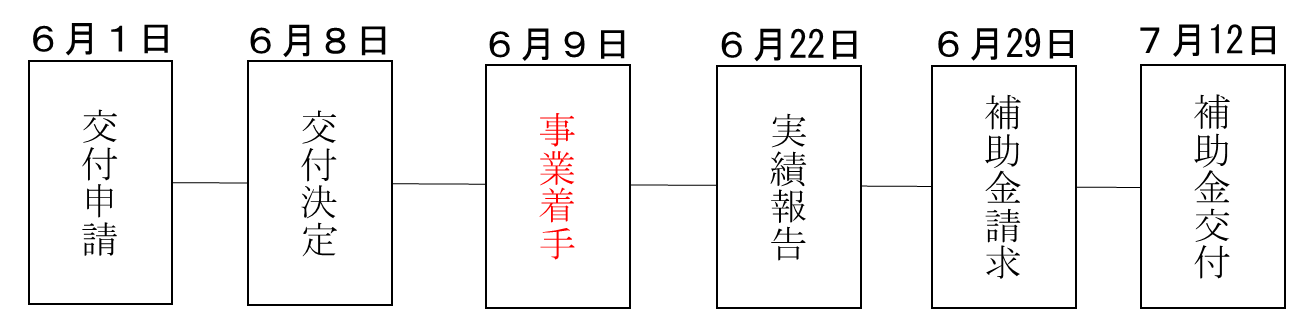 ６月１日
交付申請
６月８日
交付決定
６月９日
事業着手
６月22日
実績報告
６月29日
補助金請求
７月12日
補助金交付